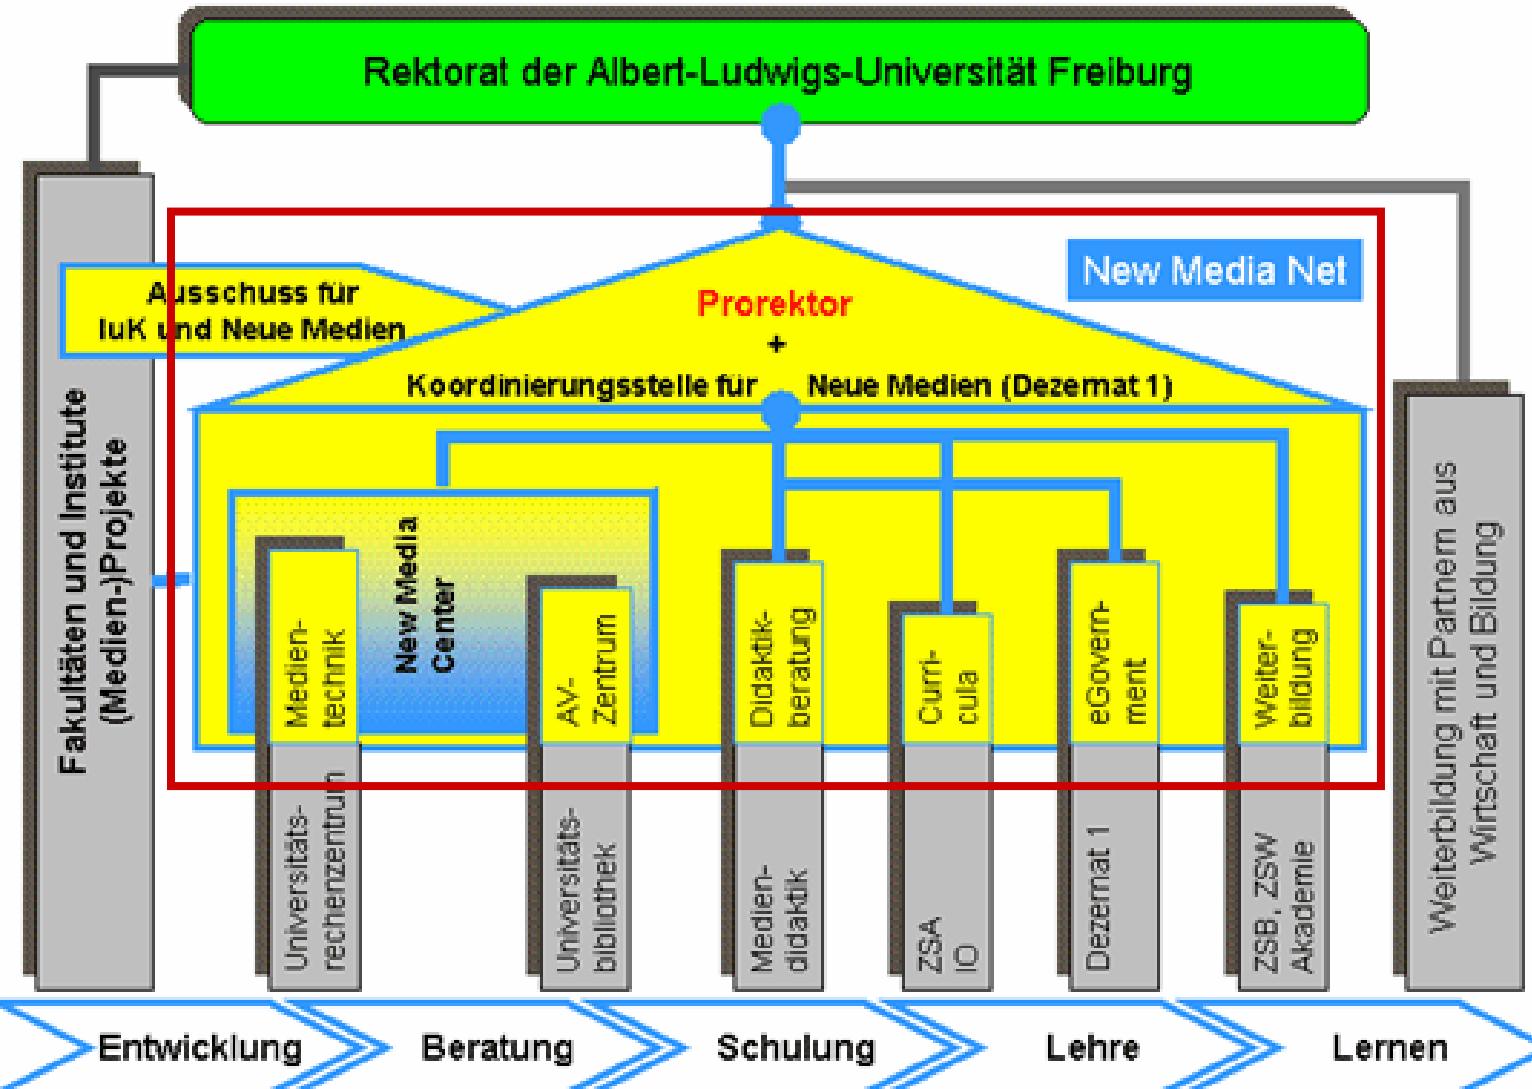 Rektorat der Albert-Ludwigs-Universität Freiburg
New Media Net
Ausschuss für
IuK und Neue Medien
Prorektor
+
Koordinierungsstelle für Neue Medien (Dezernat 1)
Fakultäten und Institute
(Medien-)Projekte
New Media
Center
Medien-
technik
AV-
Zentrum
Didaktik-
beratung
Curri-
cula
eGovern-
ment
Weiter-
bildung
Universitäts-
rechenzentrum
Universitäts-
bibliothek
Medien-
didaktik
ZSA
IO
Dezernat 1
ZSB, ZSW
Akademie
Weiterbildung mit Partnern aus
Wirtschaft und Bildung
Entwicklung
Beratung
Schulung
Lehre
Lernen